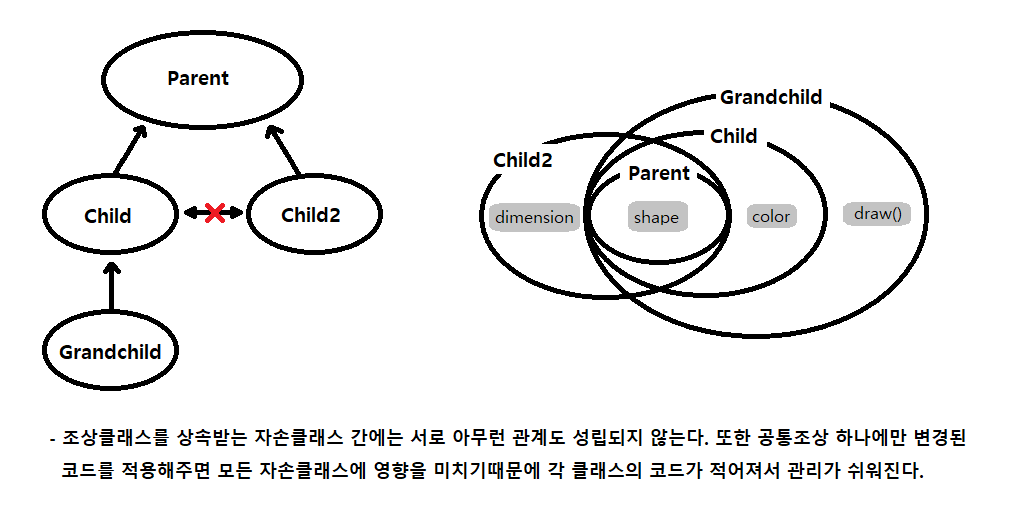 Parent
Child
Child2
Grandchild
Grandchild
Child
Child2
Parent
dimension
shape
color
draw()
- 조상클래스를 상속받는 자손클래스 간에는 서로 아무런 관계도 성립되지 않는다. 또한 공통조상 하나에만 변경된
코드를 적용해주면 모든 자손클래스에 영향을 미치기때문에 각 클래스의 코드가 적어져서 관리가 쉬워진다.